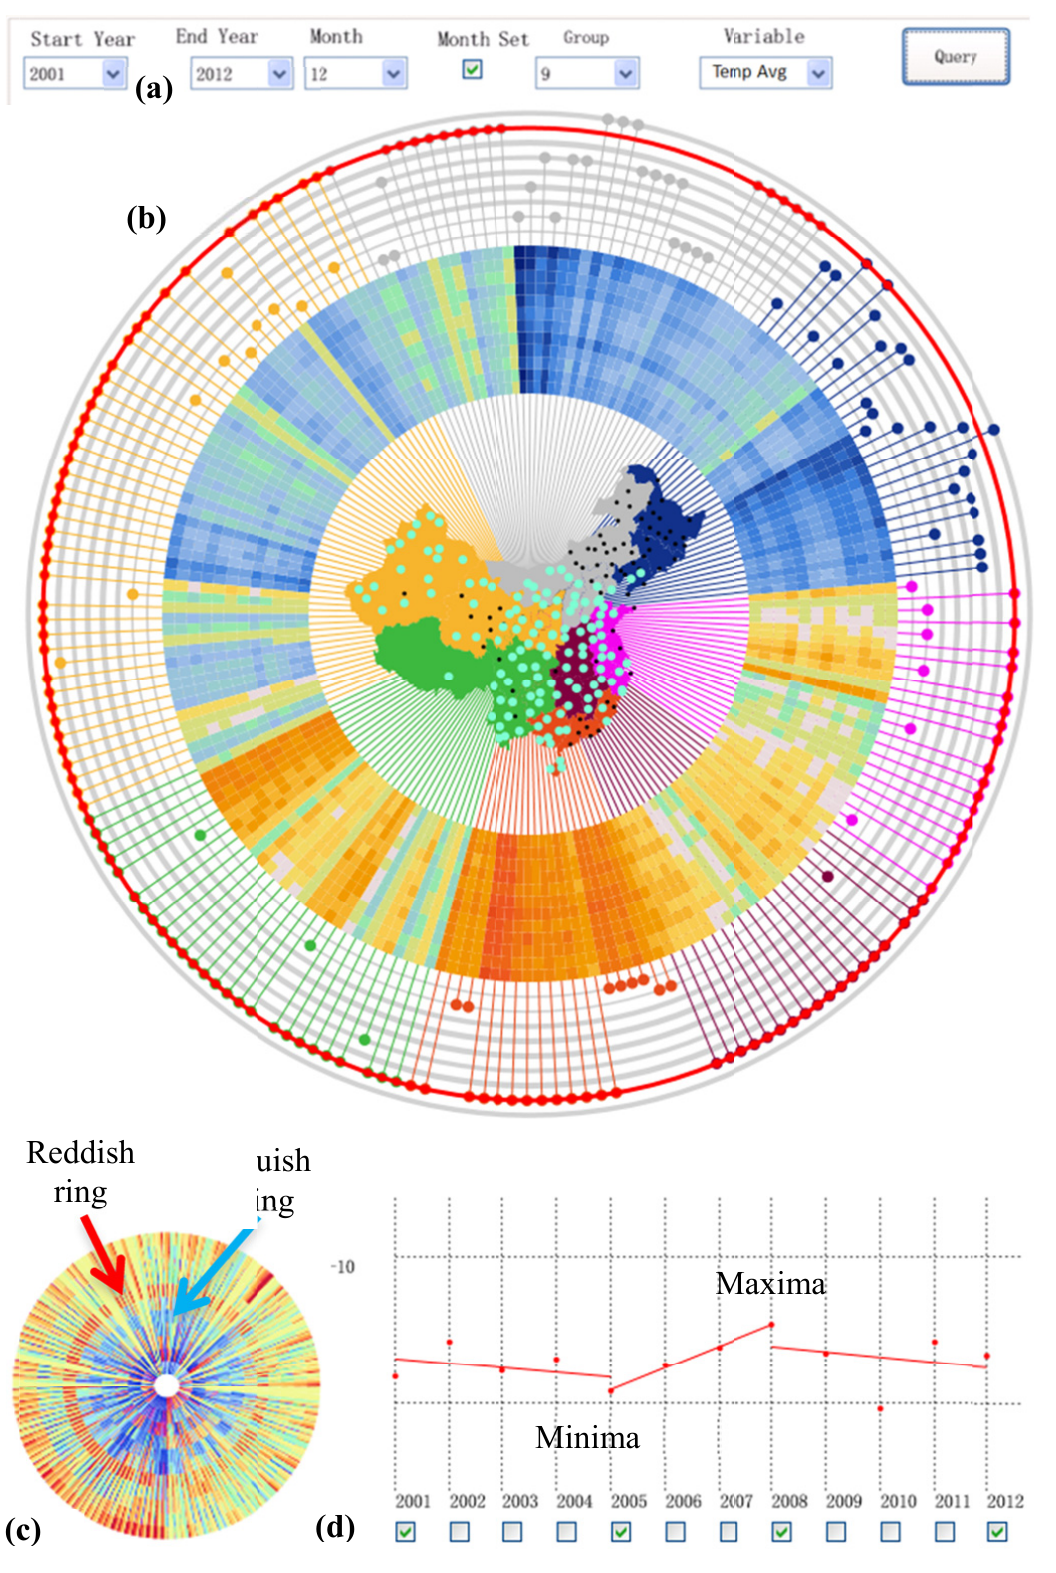 Start Year End Year Month Month Set Group Variable
2001 2012 12 9 Temp Avg Query
(a)
(b)
Reddish
ring
uish
ing
-10
Maxima
Minima
2001 2002 2003 2004 2005 2006 2007 2008 2009 2010 2011 2012
(c)
(d)